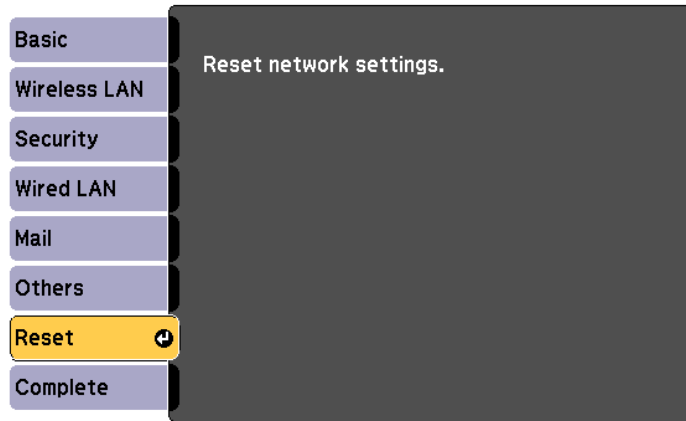 Basic
Wireless LAN
Security
Wired LAN
Mail
Others
Reset
Complete
Reset network settings.